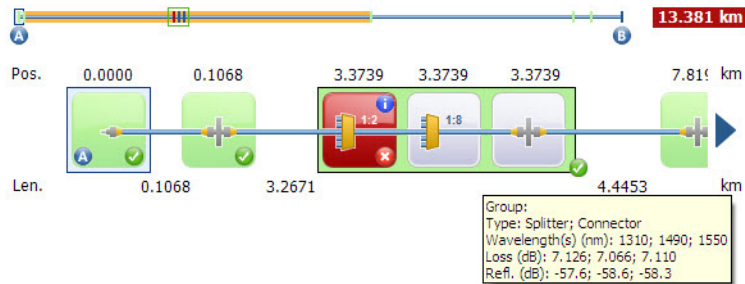 A B 13.381 km
Pos. 0.0000 0.1068 3.3739 3.3739 3.3739 7.819 km
i 1:2 1:8
A
Len. 0.1068 3.2671 4.4453 km
Group:
Type: Splitter; Connector
Wavelength(s) (nm): 1310; 1490; 1550
Loss (dB): 7.126; 7.066; 7.110
Refl. (dB): -57.6; -58.6; -58.3